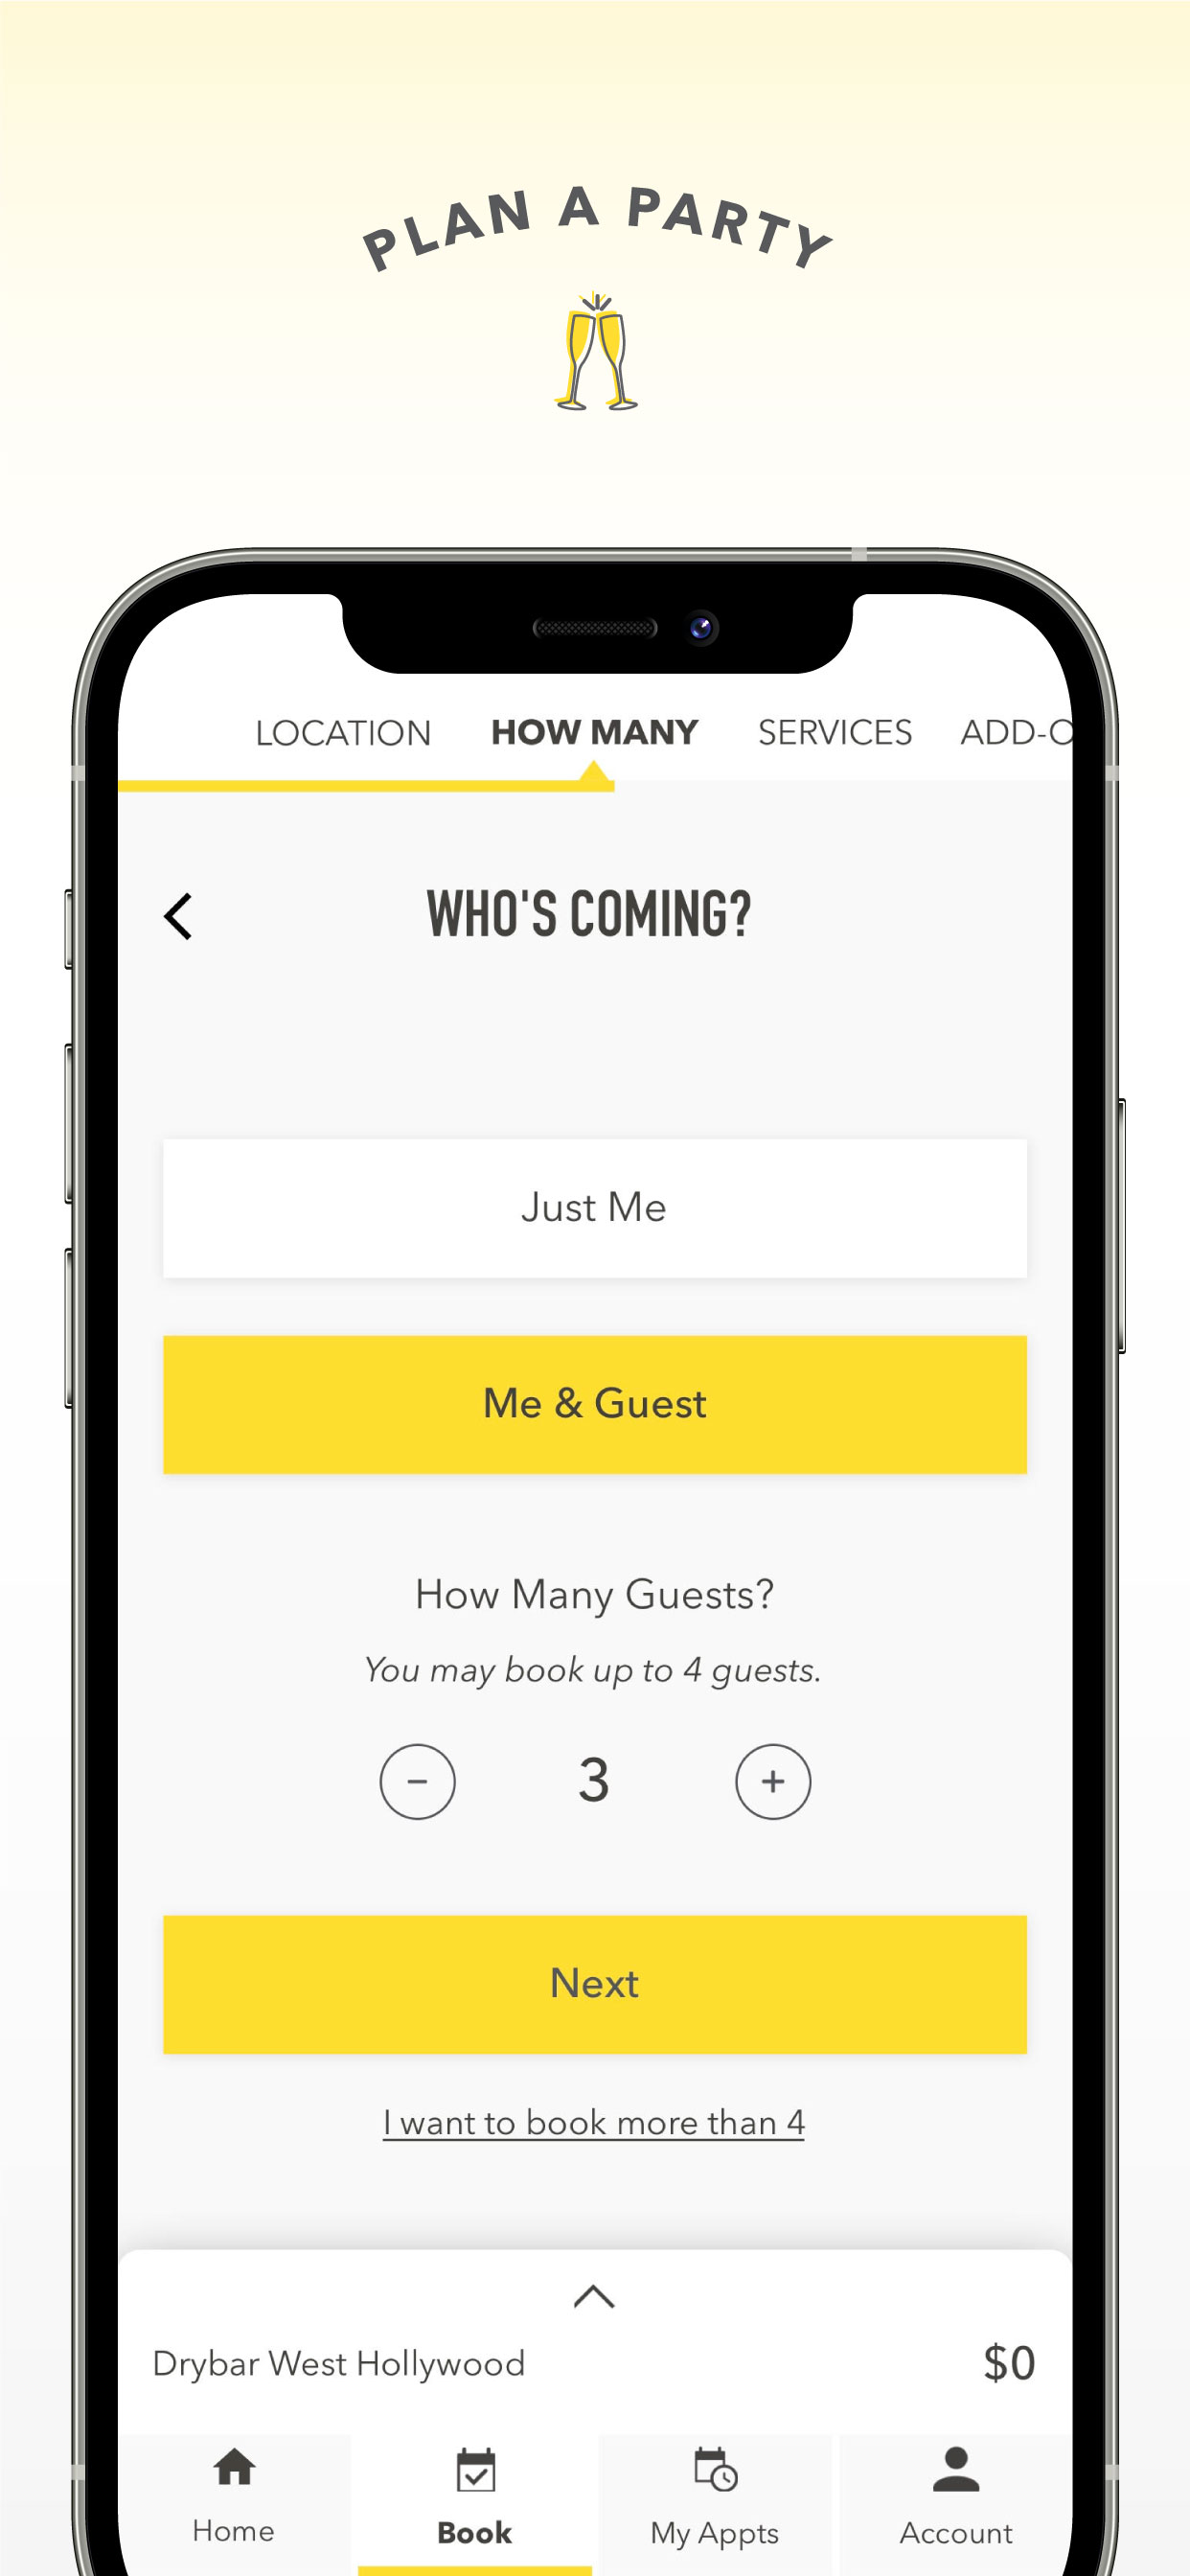 PLAN A PARTY
LOCATION HOW MANY SERVICES ADD-O
WHO'S COMING?
Just Me
Me & Guest
How Many Guests?
You may book up to 4 guests.
− 3 +
Next
I want to book more than 4
Drybar West Hollywood $0
Home Book My Appts Account